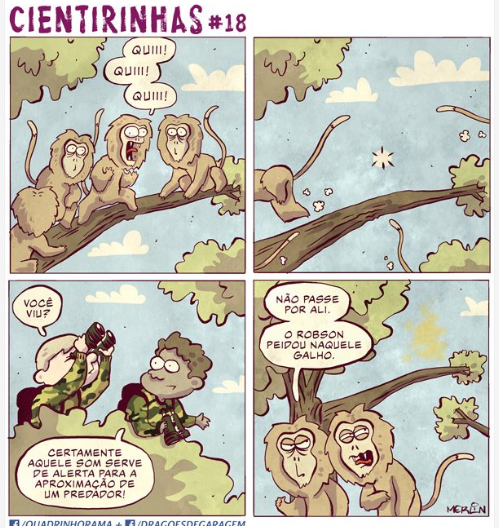 CIENTIRINHAS #18
QUIII!
QUIII!
QUIII!
VOCÊ
VIU?
CERTAMENTE
AQUELE SOM SERVE
DE ALERTA PARA A
APROXIMAÇÃO DE
UM PREDADOR!
NÃO PASSE
POR ALI.
O ROBSON
PEIDOU NAQUELE
GALHO.
MERLIN
/QUADRINHORAMA + /DRAGOESDEGARAGEM